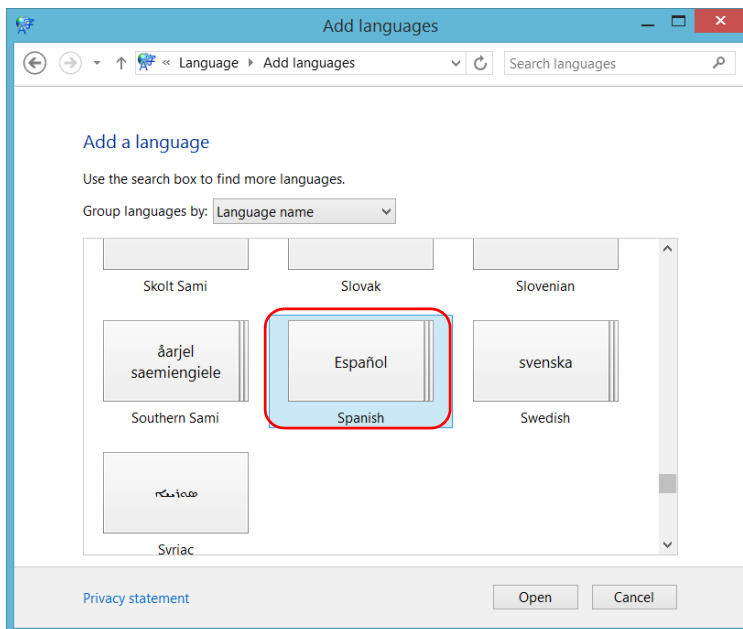 Add languages
« Language Add languages
Search languages
Add a language
Use the search box to find more languages.
Group languages by: Language name
Skolt Sami Slovak Slovenian
åarjel
saemiengiele
Español
svenska
Southern Sami Spanish Swedish
ܣܘܪܝܝܐ
Syriac
Privacy statement
Open Cancel